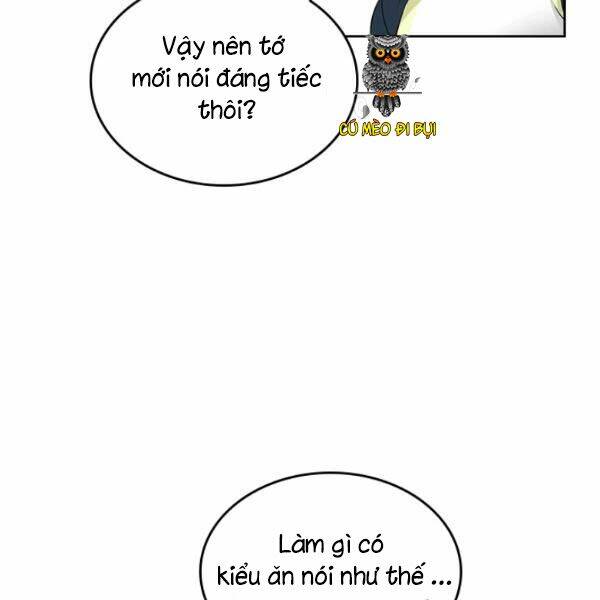 Vậy nên tớ
mới nói đáng tiếc
thôi?
CÚ MÈO ĐI BỤI
Làm gì có
kiểu ăn nói như thế ...